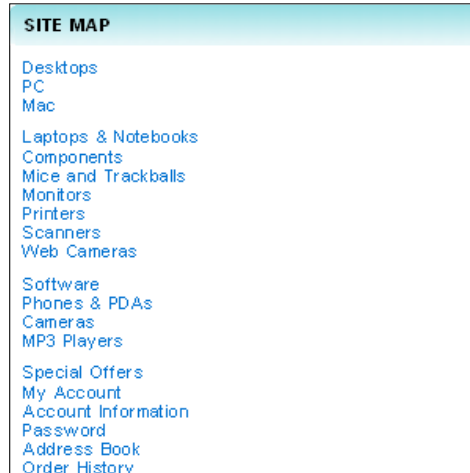 SITE MAP
Desktops
PC
Mac
Laptops & Notebooks
Components
Mice and Trackballs
Monitors
Printers
Scanners
Web Cameras
Software
Phones & PDAs
Cameras
MP3 Players
Special Offers
My Account
Account Information
Password
Address Book
Order History